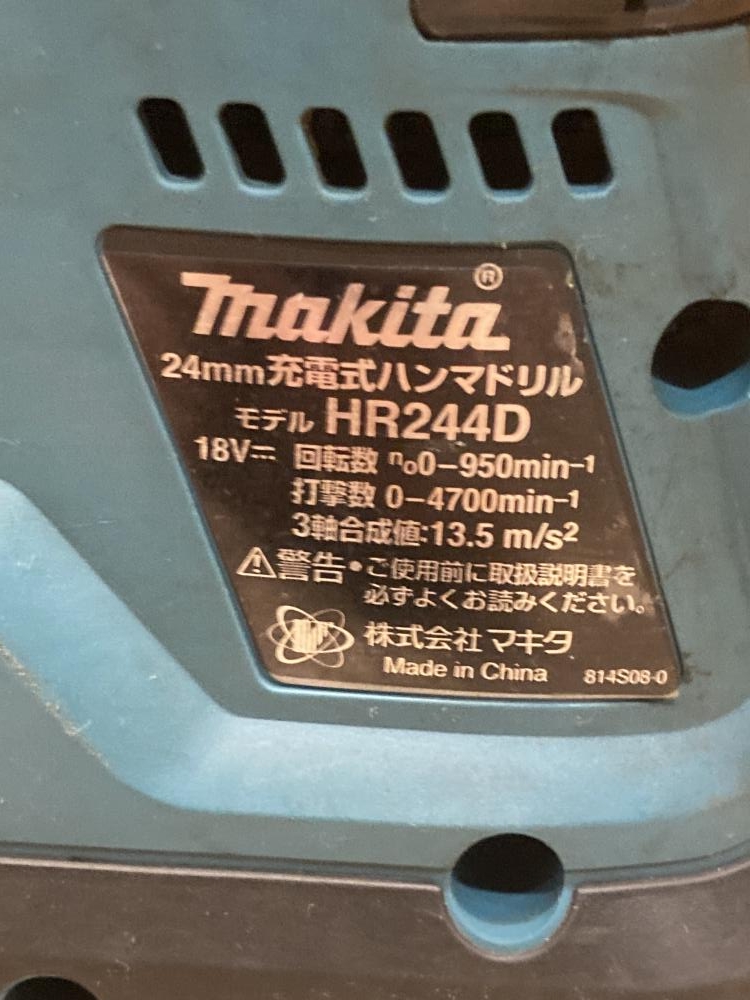 makita®
24mm充電式ハンマドリル
モデル HR244D
18V⎓ 回転数 n₀0–950min⁻¹
打撃数 0–4700min⁻¹
3軸合成値:13.5 m/s²
⚠警告•ご使用前に取扱説明書を
必ずよくお読みください。
株式会社マキタ
Made in China 814S08-0